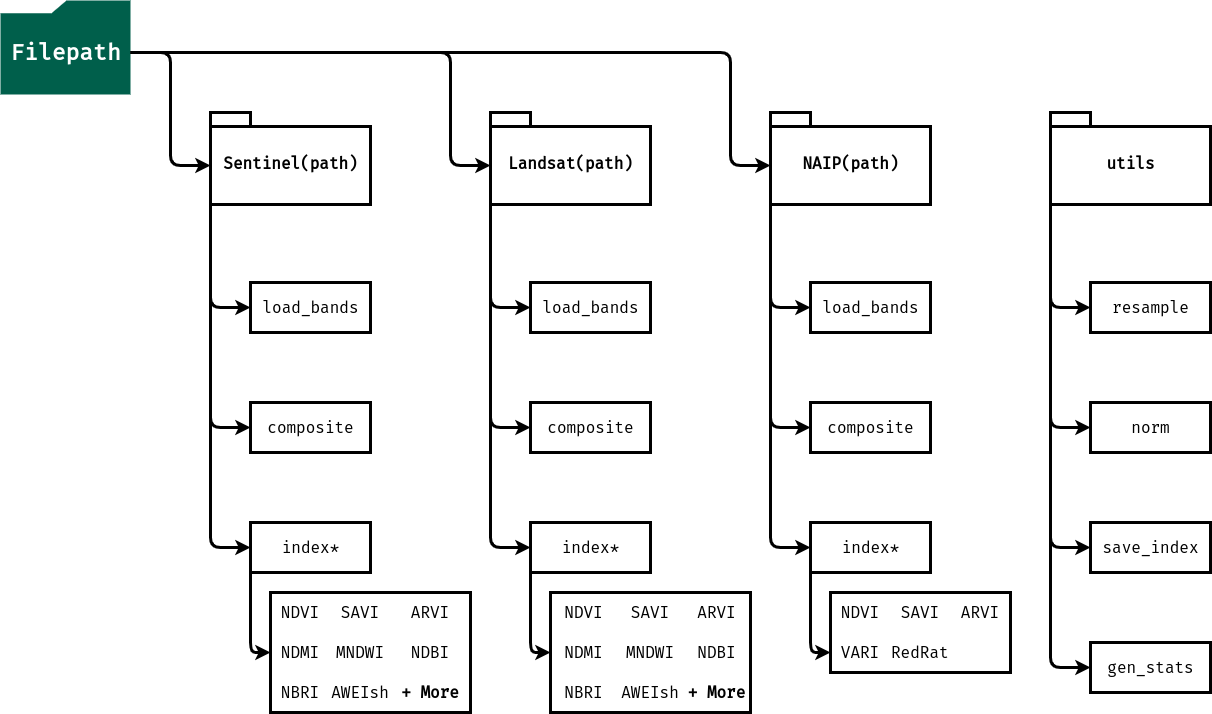 Filepath
Sentinel(path) Landsat(path) NAIP(path) utils
load_bands load_bands load_bands resample
composite composite composite norm
index* index* index* save_index
NDVI SAVI ARVI NDVI SAVI ARVI NDVI SAVI ARVI
NDMI MNDWI NDBI NDMI MNDWI NDBI VARI RedRat
gen_stats
NBRI AWEIsh + More NBRI AWEIsh + More